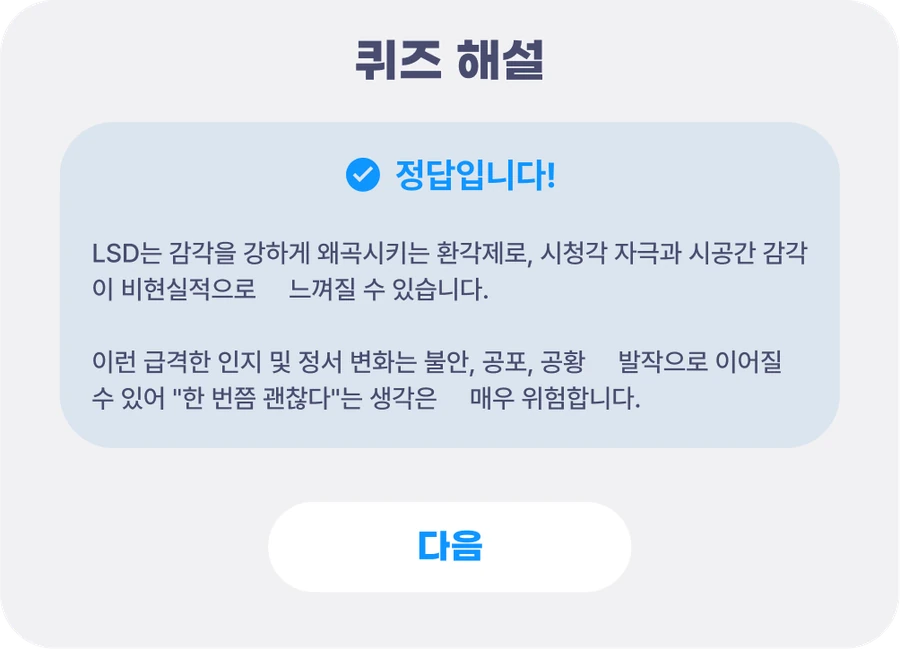 퀴즈 해설
정답입니다!
LSD는 감각을 강하게 왜곡시키는 환각제로, 시청각 자극과 시공간 감각
이 비현실적으로 느껴질 수 있습니다.
이런 급격한 인지 및 정서 변화는 불안, 공포, 공황 발작으로 이어질
수 있어 "한 번쯤 괜찮다"는 생각은 매우 위험합니다.
다음